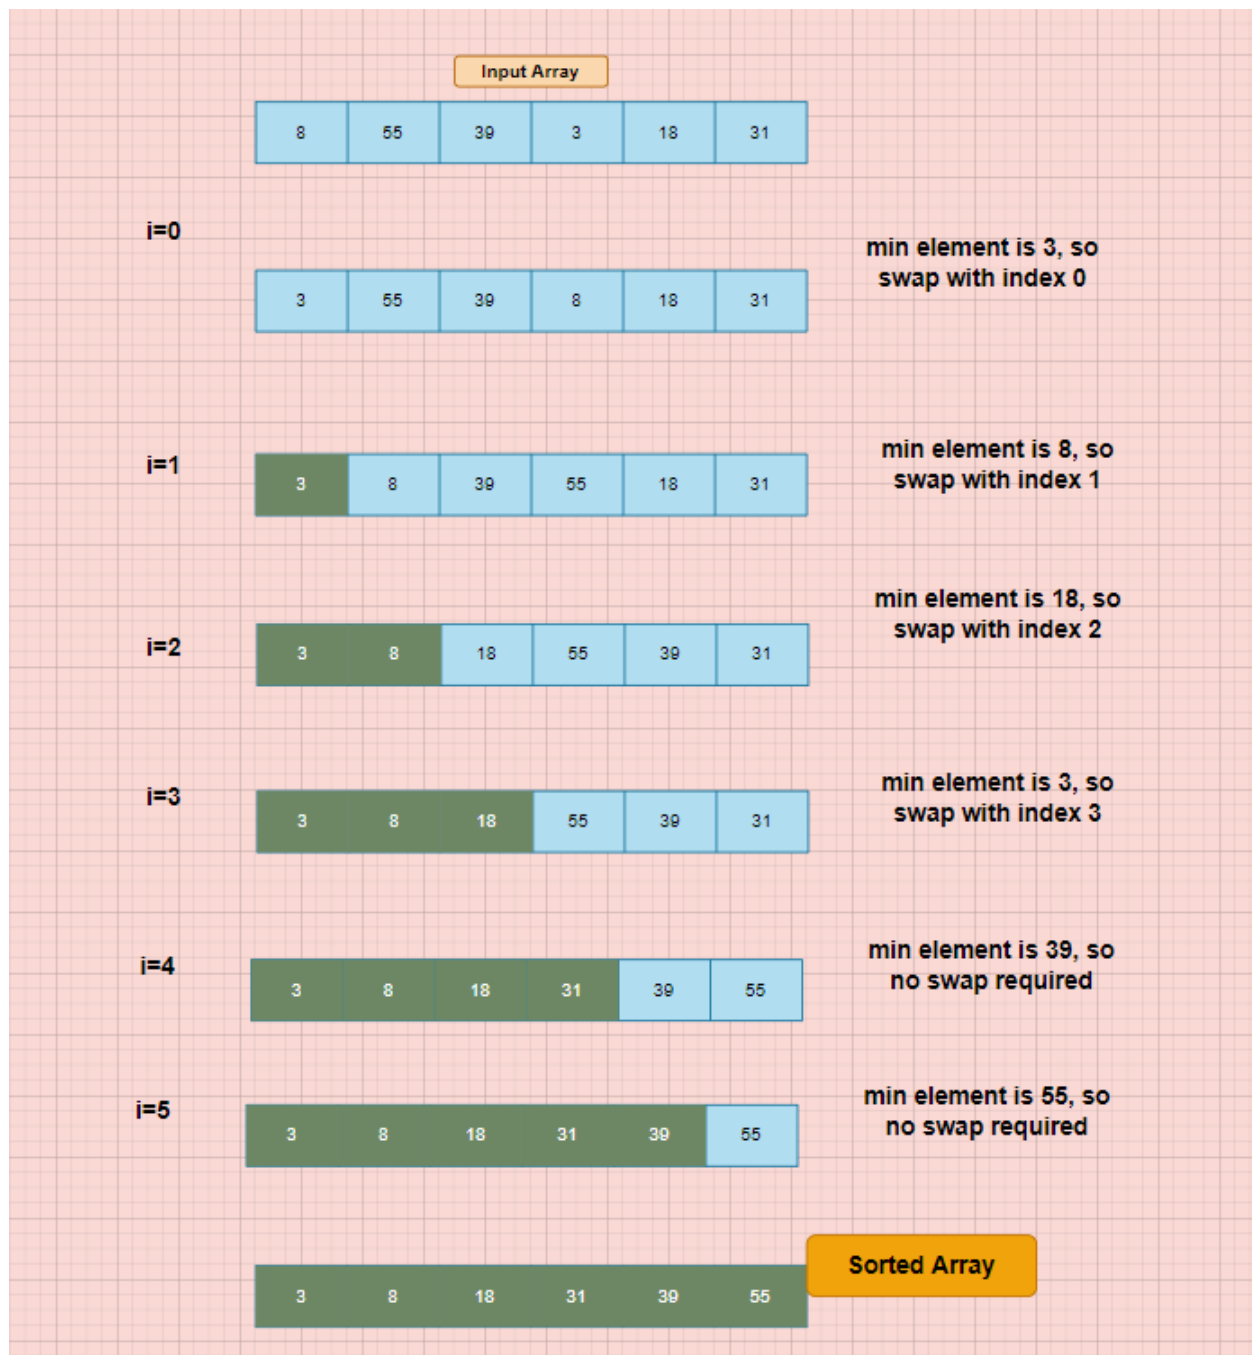 Input Array
8 55 39 3 18 31
i=0
min element is 3, so
swap with index 0
3 55 39 8 18 31
i=1
min element is 8, so
swap with index 1
3 8 39 55 18 31
i=2
min element is 18, so
swap with index 2
3 8 18 55 39 31
i=3
min element is 3, so
swap with index 3
3 8 18 55 39 31
i=4
min element is 39, so
no swap required
3 8 18 31 39 55
i=5
min element is 55, so
no swap required
3 8 18 31 39 55
Sorted Array
3 8 18 31 39 55